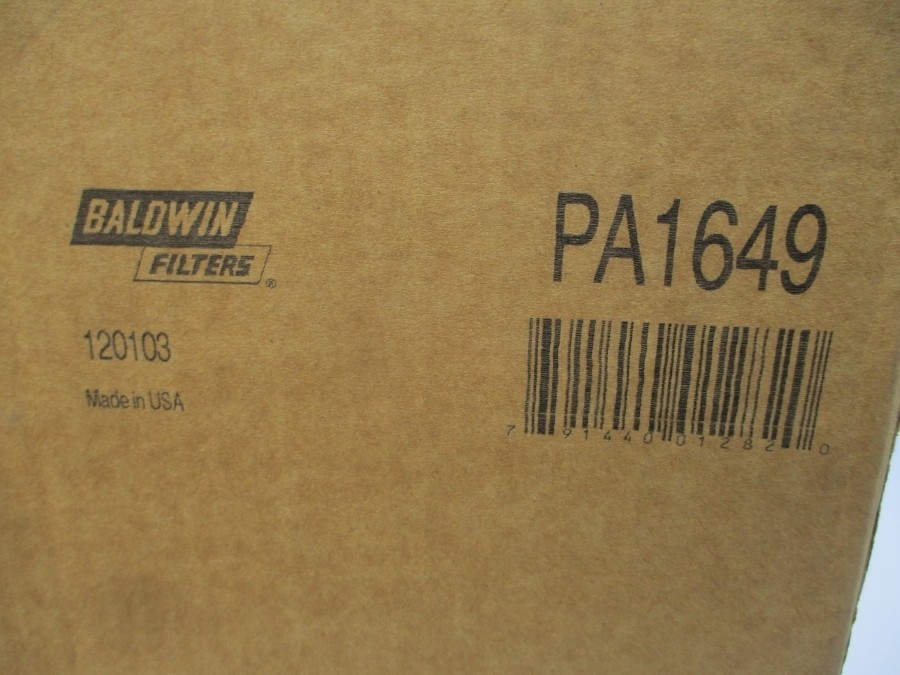 BALDWIN
FILTERS®
120103
Made in USA
PA1649
7 91440 01282 0